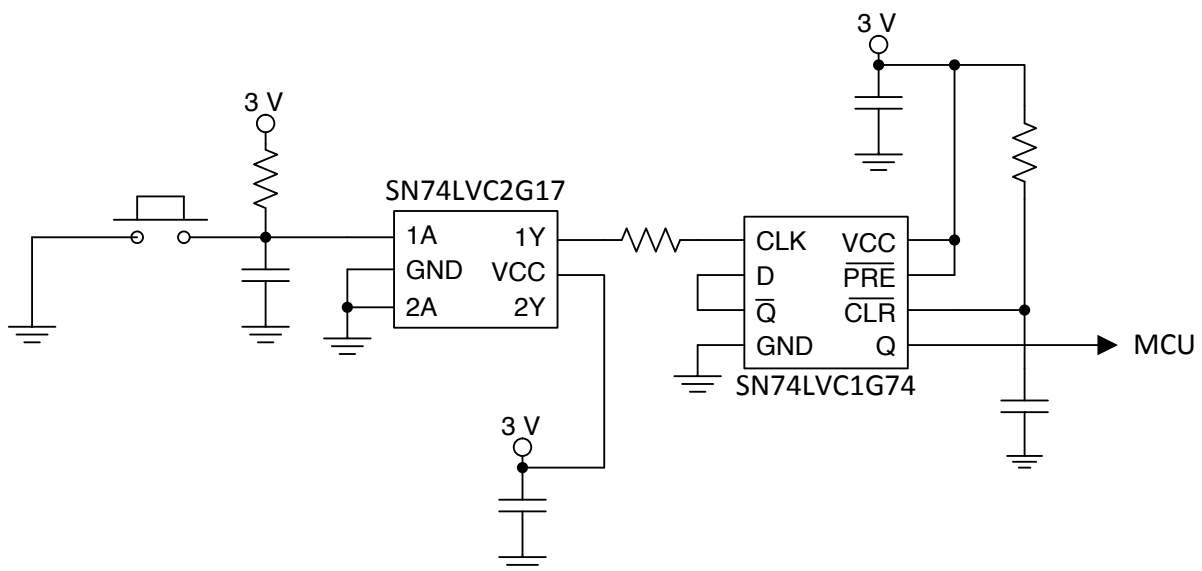 3 V
3 V
SN74LVC2G17
1A
1Y
GND
VCC
2A
2Y
CLK
VCC
D
PRE
Q
CLR
GND
Q
MCU
SN74LVC1G74
3 V